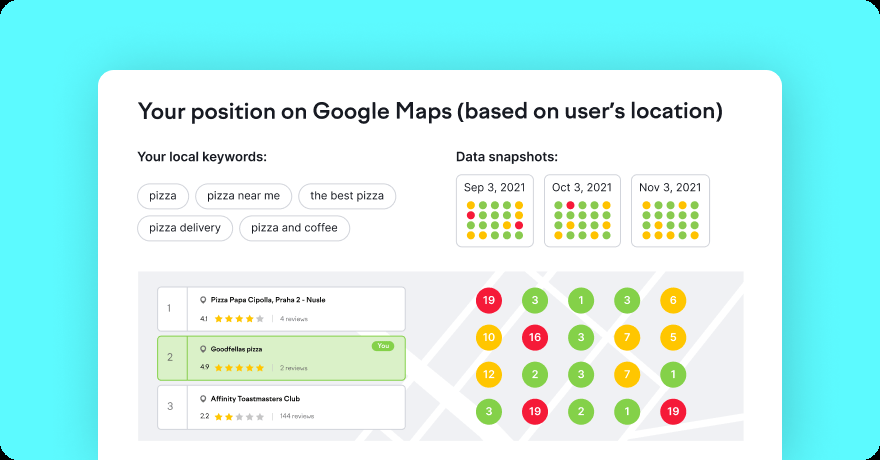 Your position on Google Maps (based on user's location)
Your local keywords:
pizza
pizza near me
the best pizza
pizza delivery
pizza and coffee
Data snapshots:
Sep 3, 2021
Oct 3, 2021
Nov 3, 2021
1
Pizza Papa Cipolla, Praha 2 - Nusle
4.1
4 reviews
2
Goodfellas pizza
You
4.9
2 reviews
3
Affinity Toastmasters Club
2.2
144 reviews
19 3 1 3 6
10 16 3 7 5
12 2 3 7 1
3 19 2 1 19